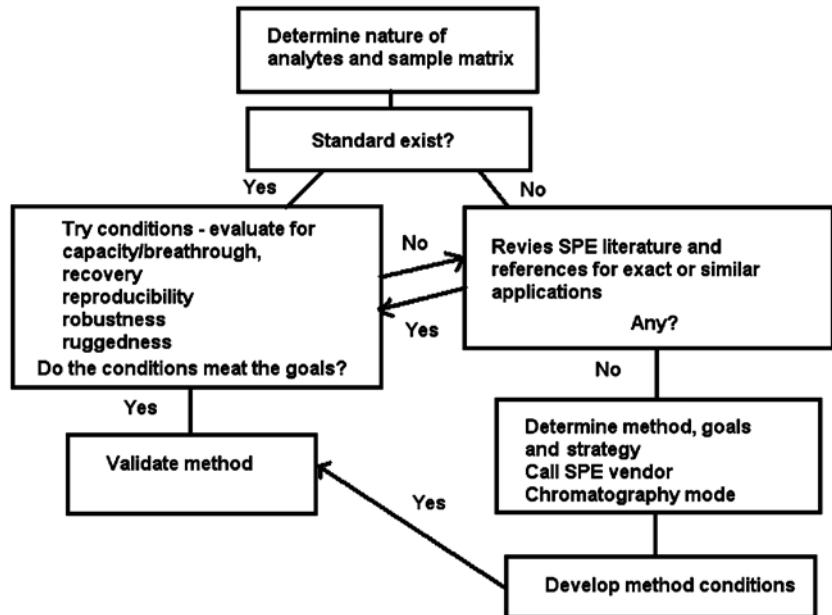 Determine nature of
analytes and sample matrix
Standard exist?
Yes
No
Try conditions - evaluate for
capacity/breathrough,
recovery
reproducibility
robustness
ruggedness
Do the conditions meat the goals?
No
Yes
Revies SPE literature and
references for exact or similar
applications
Any?
Yes
No
Validate method
Determine method, goals
and strategy
Call SPE vendor
Chromatography mode
Yes
Develop method conditions